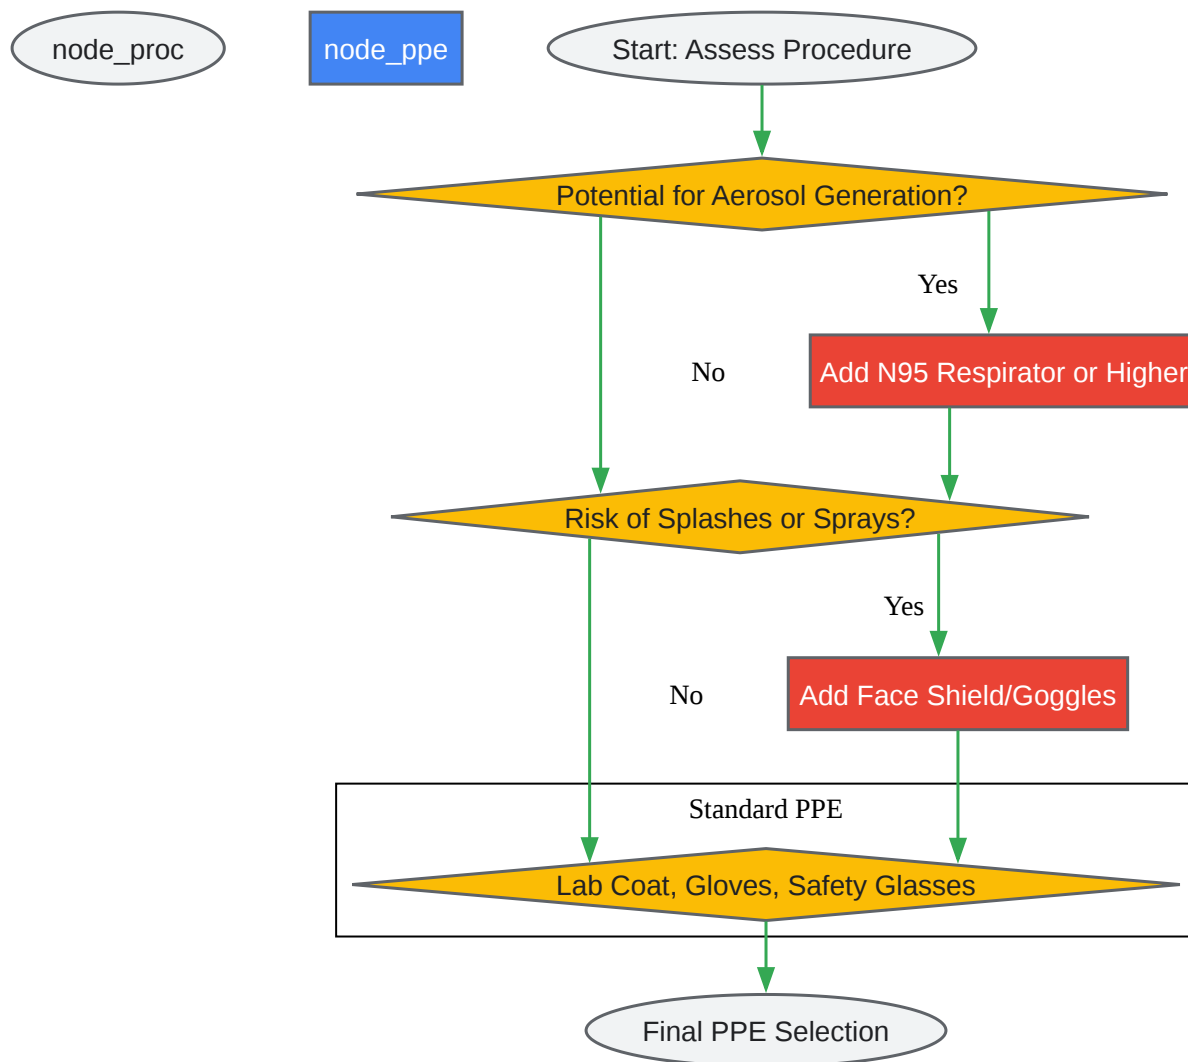 node_proc
node_ppe
Start: Assess Procedure
Potential for Aerosol Generation?
Yes
No
Add N95 Respirator or Higher
Risk of Splashes or Sprays?
Yes
No
Add Face Shield/Goggles
Standard PPE
Lab Coat, Gloves, Safety Glasses
Final PPE Selection